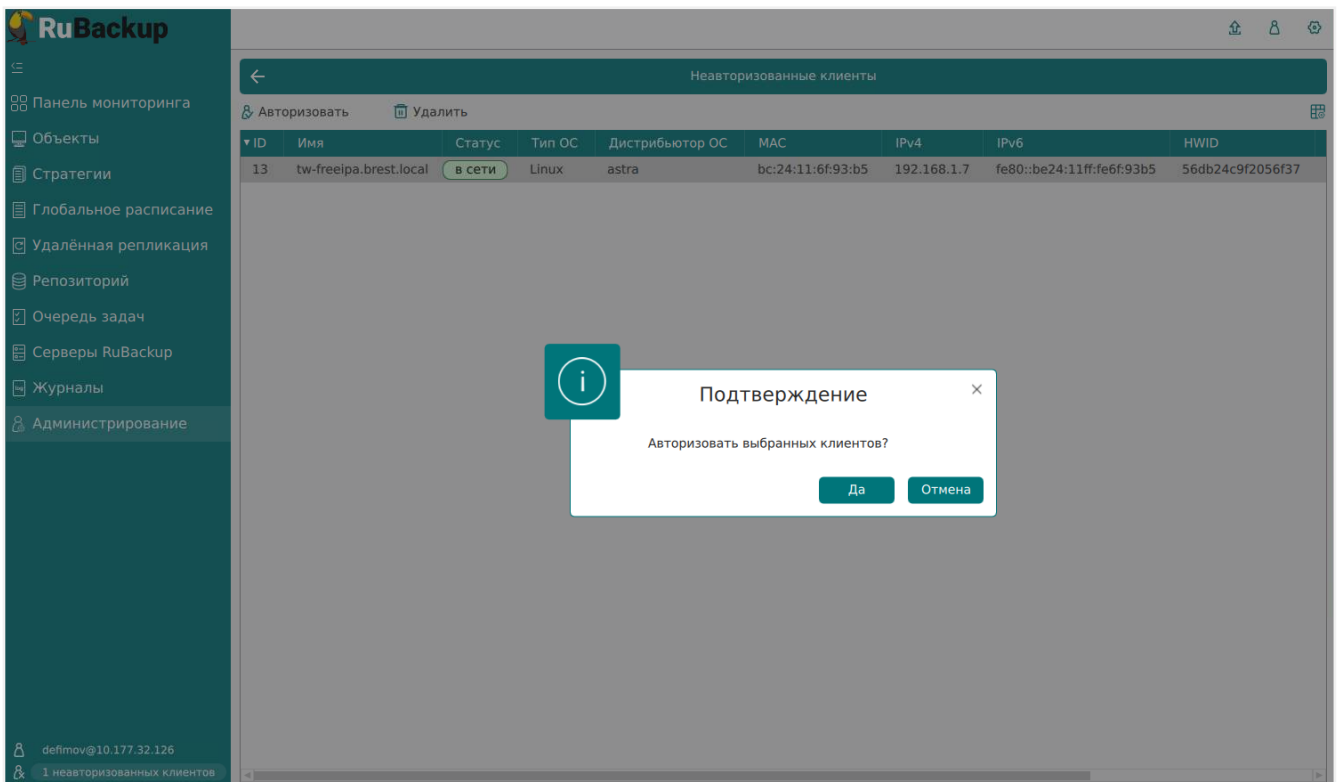 RuBackup
Неавторизованные клиенты
Панель мониторинга
Объекты
Стратегии
Глобальное расписание
Удалённая репликация
Репозиторий
Очередь задач
Серверы RuBackup
Журналы
Администрирование
Авторизовать Удалить
ID Имя Статус Тип ОС Дистрибьютор ОС MAC IPv4 IPv6 HWID
13 tw-freeipa.brest.local в сети Linux astra bc:24:11:6f:93:b5 192.168.1.7 fe80::be24:11ff:fe6f:93b5 56db24c9f2056f37
Подтверждение
Авторизовать выбранных клиентов?
Да Отмена
defimov@10.177.32.126
1 неавторизованных клиентов